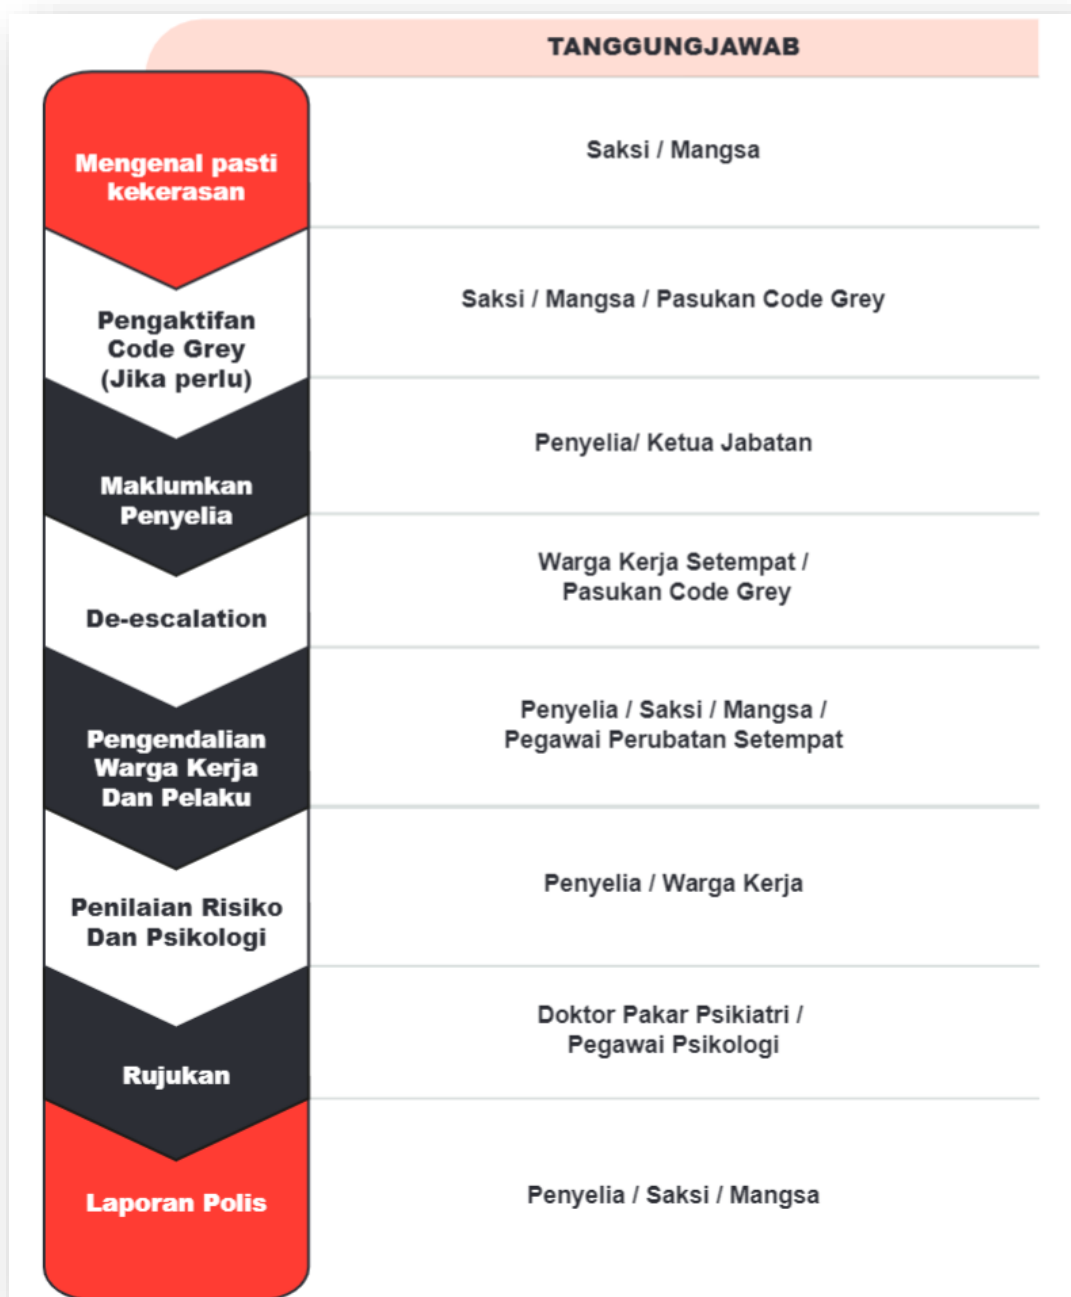 TANGGUNGJAWAB
Mengenal pasti
kekerasan
Saksi / Mangsa
Pengaktifan
Code Grey
(Jika perlu)
Saksi / Mangsa / Pasukan Code Grey
Maklumkan
Penyelia
Penyelia/ Ketua Jabatan
De-escalation
Warga Kerja Setempat /
Pasukan Code Grey
Pengendalian
Warga Kerja
Dan Pelaku
Penyelia / Saksi / Mangsa /
Pegawai Perubatan Setempat
Penilaian Risiko
Dan Psikologi
Penyelia / Warga Kerja
Rujukan
Doktor Pakar Psikiatri /
Pegawai Psikologi
Laporan Polis
Penyelia / Saksi / Mangsa